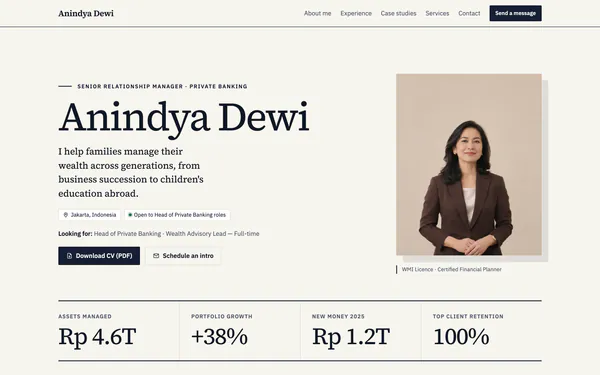 Anindya Dewi
About me
Experience
Case studies
Services
Contact
Send a message
SENIOR RELATIONSHIP MANAGER · PRIVATE BANKING
Anindya Dewi
I help families manage their
wealth across generations, from
business succession to children's
education abroad.
Jakarta, Indonesia
Open to Head of Private Banking roles
Looking for: Head of Private Banking · Wealth Advisory Lead — Full-time
Download CV (PDF)
Schedule an intro
WMI Licence · Certified Financial Planner
ASSETS MANAGED
Rp 4.6T
PORTFOLIO GROWTH
+38%
NEW MONEY 2025
Rp 1.2T
TOP CLIENT RETENTION
100%